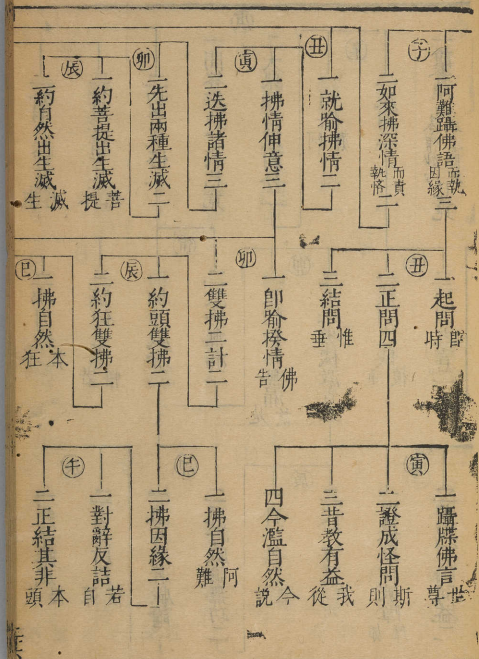 子
一阿難躡佛語而執因緣三
二如來拂深情而責執悋二
丑
一就喻拂情二
一拂情伸意三
寅
二迭拂諸情三
一先出兩種生滅二
卯
一約菩提出生滅 菩提
辰
二約自然出生滅 滅生
一起問 即時
丑
二正問四
三結問 惟垂
一即喻揆情 佛告
卯
二雙拂二計二
一約頭雙拂二
辰
二約狂雙拂二
巳
一拂自然 本狂
一躡牒佛言 世尊
寅
二證成怪問 斯則
三昔教有益 我從
四今濫自然 今說
一拂自然 阿難
巳
二拂因緣二
一對辭反詰 若自
午
二正結其非 本頭